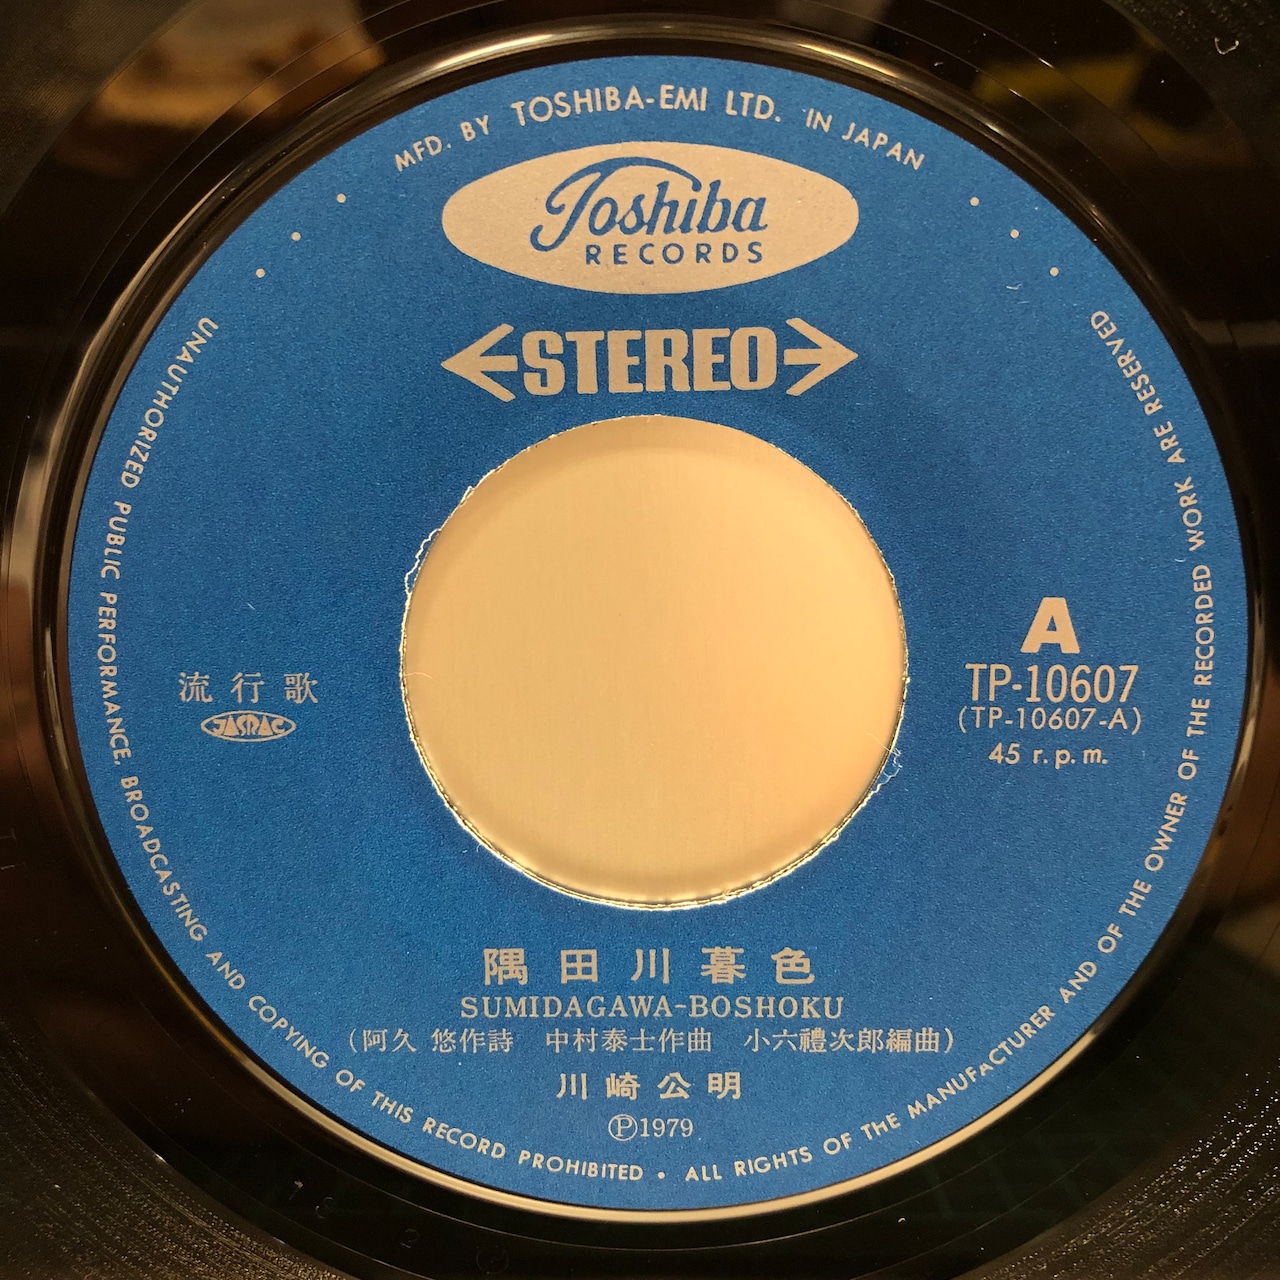 MFD. BY TOSHIBA-EMI LTD. IN JAPAN
Toshiba
RECORDS
STEREO
A
TP-10607
(TP-10607-A)
45 r.p.m.
流行歌
JASRAC
隅田川暮色
SUMIDAGAWA-BOSHOKU
(阿久 悠作詩 中村泰士作曲 小六禮次郎編曲)
川崎公明
Ⓟ1979
UNAUTHORIZED PUBLIC PERFORMANCE, BROADCASTING AND COPYING OF THIS RECORD PROHIBITED • ALL RIGHTS OF THE MANUFACTURER AND OF THE OWNER OF THE RECORDED WORK ARE RESERVED